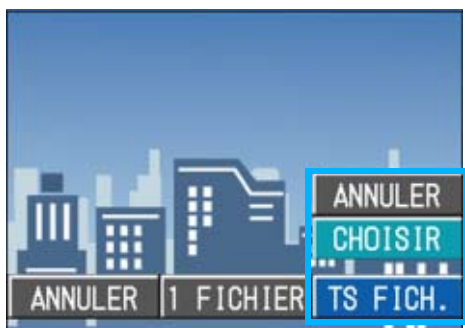 ANNULER
CHOISIR
ANNULER 1 FICHIER TS FICH.